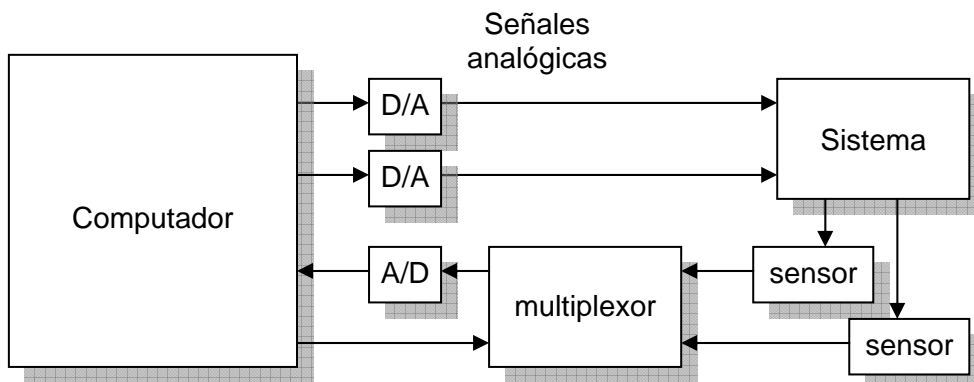 Señales
analógicas
D/A
Sistema
D/A
Computador
A/D
multiplexor
sensor
sensor